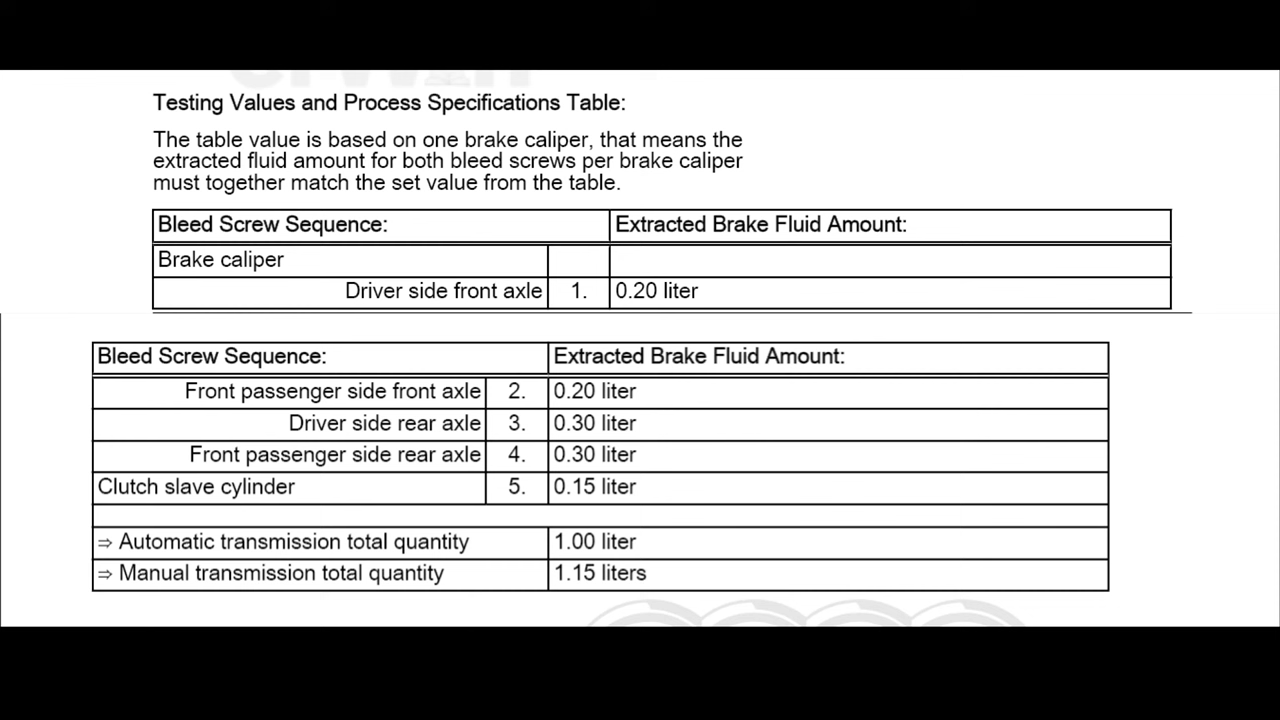 Testing Values and Process Specifications Table:
The table value is based on one brake caliper, that means the
extracted fluid amount for both bleed screws per brake caliper
must together match the set value from the table.
Bleed Screw Sequence: Extracted Brake Fluid Amount:
Brake caliper
Driver side front axle 1. 0.20 liter
Bleed Screw Sequence: Extracted Brake Fluid Amount:
Front passenger side front axle 2. 0.20 liter
Driver side rear axle 3. 0.30 liter
Front passenger side rear axle 4. 0.30 liter
Clutch slave cylinder 5. 0.15 liter
⇒ Automatic transmission total quantity 1.00 liter
⇒ Manual transmission total quantity 1.15 liters